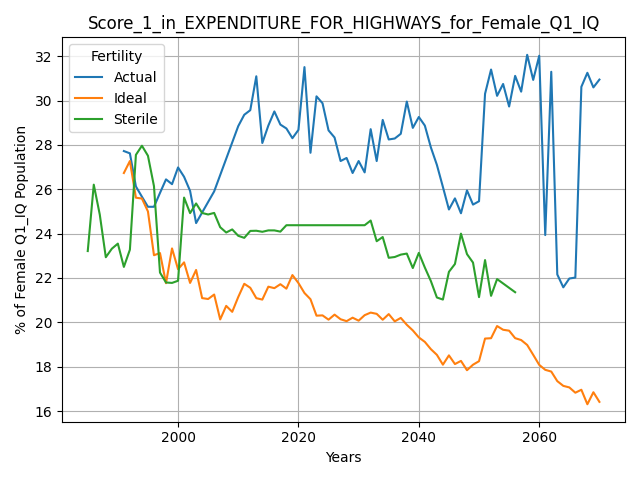 Score_1_in_EXPENDITURE_FOR_HIGHWAYS_for_Female_Q1_IQ
Fertility
Actual
Ideal
Sterile
% of Female Q1_IQ Population
32
30
28
26
24
22
20
18
16
2000
2020
2040
2060
Years